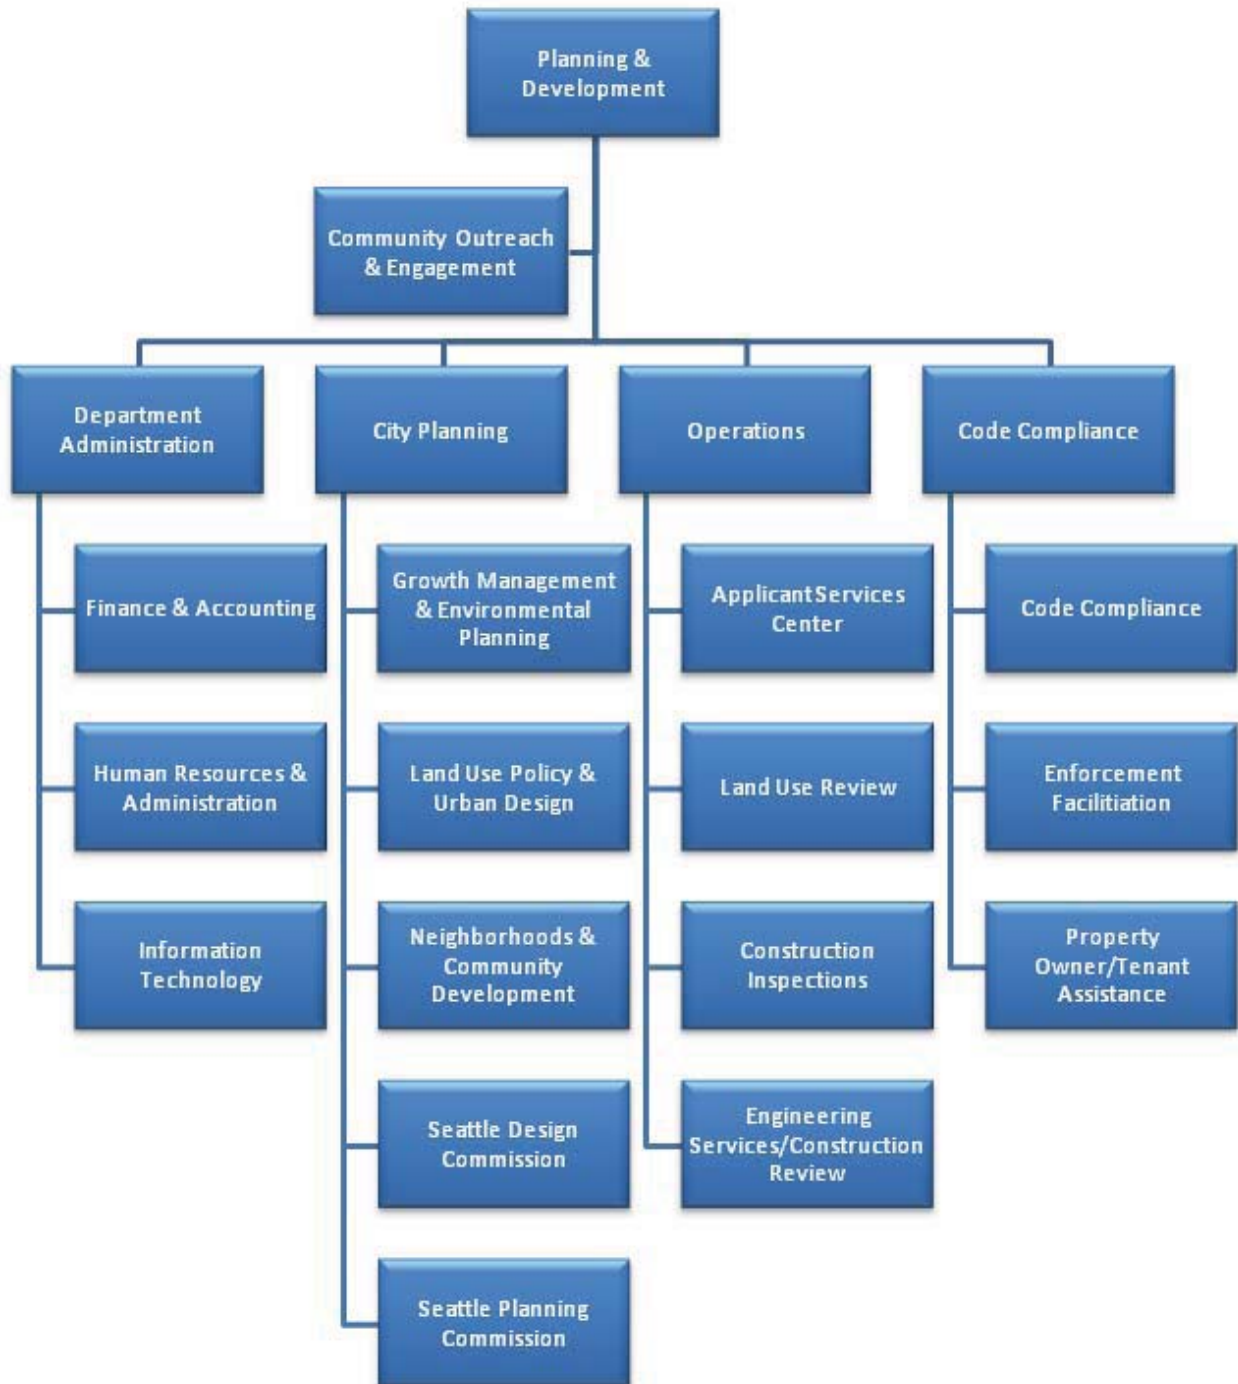 Planning &
Development
Community Outreach
& Engagement
Department
Administration
City Planning
Operations
Code Compliance
Finance & Accounting
Growth Management
& Environmental
Planning
Applicant Services
Center
Code Compliance
Human Resources &
Administration
Land Use Policy &
Urban Design
Land Use Review
Enforcement
Facilitiation
Information
Technology
Neighborhoods &
Community
Development
Construction
Inspections
Property
Owner/Tenant
Assistance
Seattle Design
Commission
Engineering
Services/Construction
Review
Seattle Planning
Commission